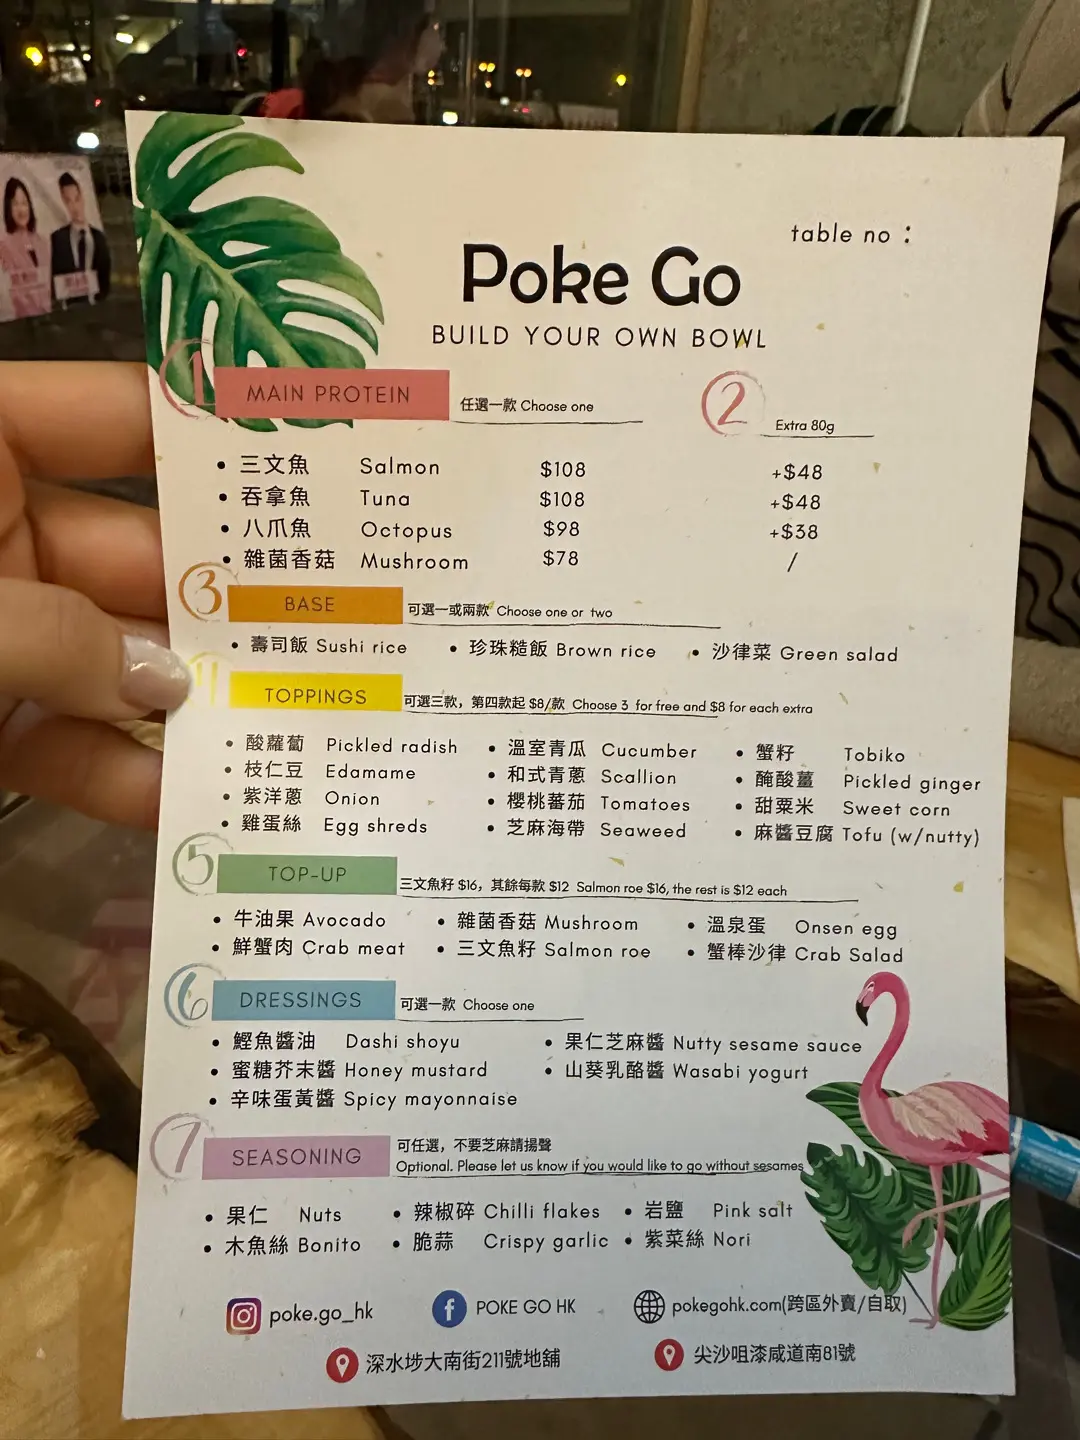 table no :
Poke Go
BUILD YOUR OWN BOWL
1 MAIN PROTEIN 任選一款 Choose one 2 Extra 80g
• 三文魚 Salmon $108 +$48
• 吞拿魚 Tuna $108 +$48
• 八爪魚 Octopus $98 +$38
• 雜菌香菇 Mushroom $78 /
3 BASE 可選一或兩款 Choose one or two
• 壽司飯 Sushi rice • 珍珠糙飯 Brown rice • 沙律菜 Green salad
4 TOPPINGS 可選三款，第四款起 $8/款 Choose 3 for free and $8 for each extra
• 酸蘿蔔 Pickled radish • 溫室青瓜 Cucumber • 蟹籽 Tobiko
• 枝仁豆 Edamame • 和式青蔥 Scallion • 醃酸薑 Pickled ginger
• 紫洋蔥 Onion • 櫻桃蕃茄 Tomatoes • 甜粟米 Sweet corn
• 雞蛋絲 Egg shreds • 芝麻海帶 Seaweed • 麻醬豆腐 Tofu (w/nutty)
5 TOP-UP 三文魚籽 $16，其餘每款 $12 Salmon roe $16, the rest is $12 each
• 牛油果 Avocado • 雜菌香菇 Mushroom • 溫泉蛋 Onsen egg
• 鮮蟹肉 Crab meat • 三文魚籽 Salmon roe • 蟹棒沙律 Crab Salad
6 DRESSINGS 可選一款 Choose one
• 鰹魚醬油 Dashi shoyu • 果仁芝麻醬 Nutty sesame sauce
• 蜜糖芥末醬 Honey mustard • 山葵乳酪醬 Wasabi yogurt
• 辛味蛋黃醬 Spicy mayonnaise
7 SEASONING 可任選，不要芝麻請揚聲
Optional. Please let us know if you would like to go without sesames
• 果仁 Nuts • 辣椒碎 Chilli flakes • 岩鹽 Pink salt
• 木魚絲 Bonito • 脆蒜 Crispy garlic • 紫菜絲 Nori
poke.go_hk POKE GO HK pokegohk.com(跨區外賣/自取)
深水埗大南街211號地舖 尖沙咀漆咸道南81號